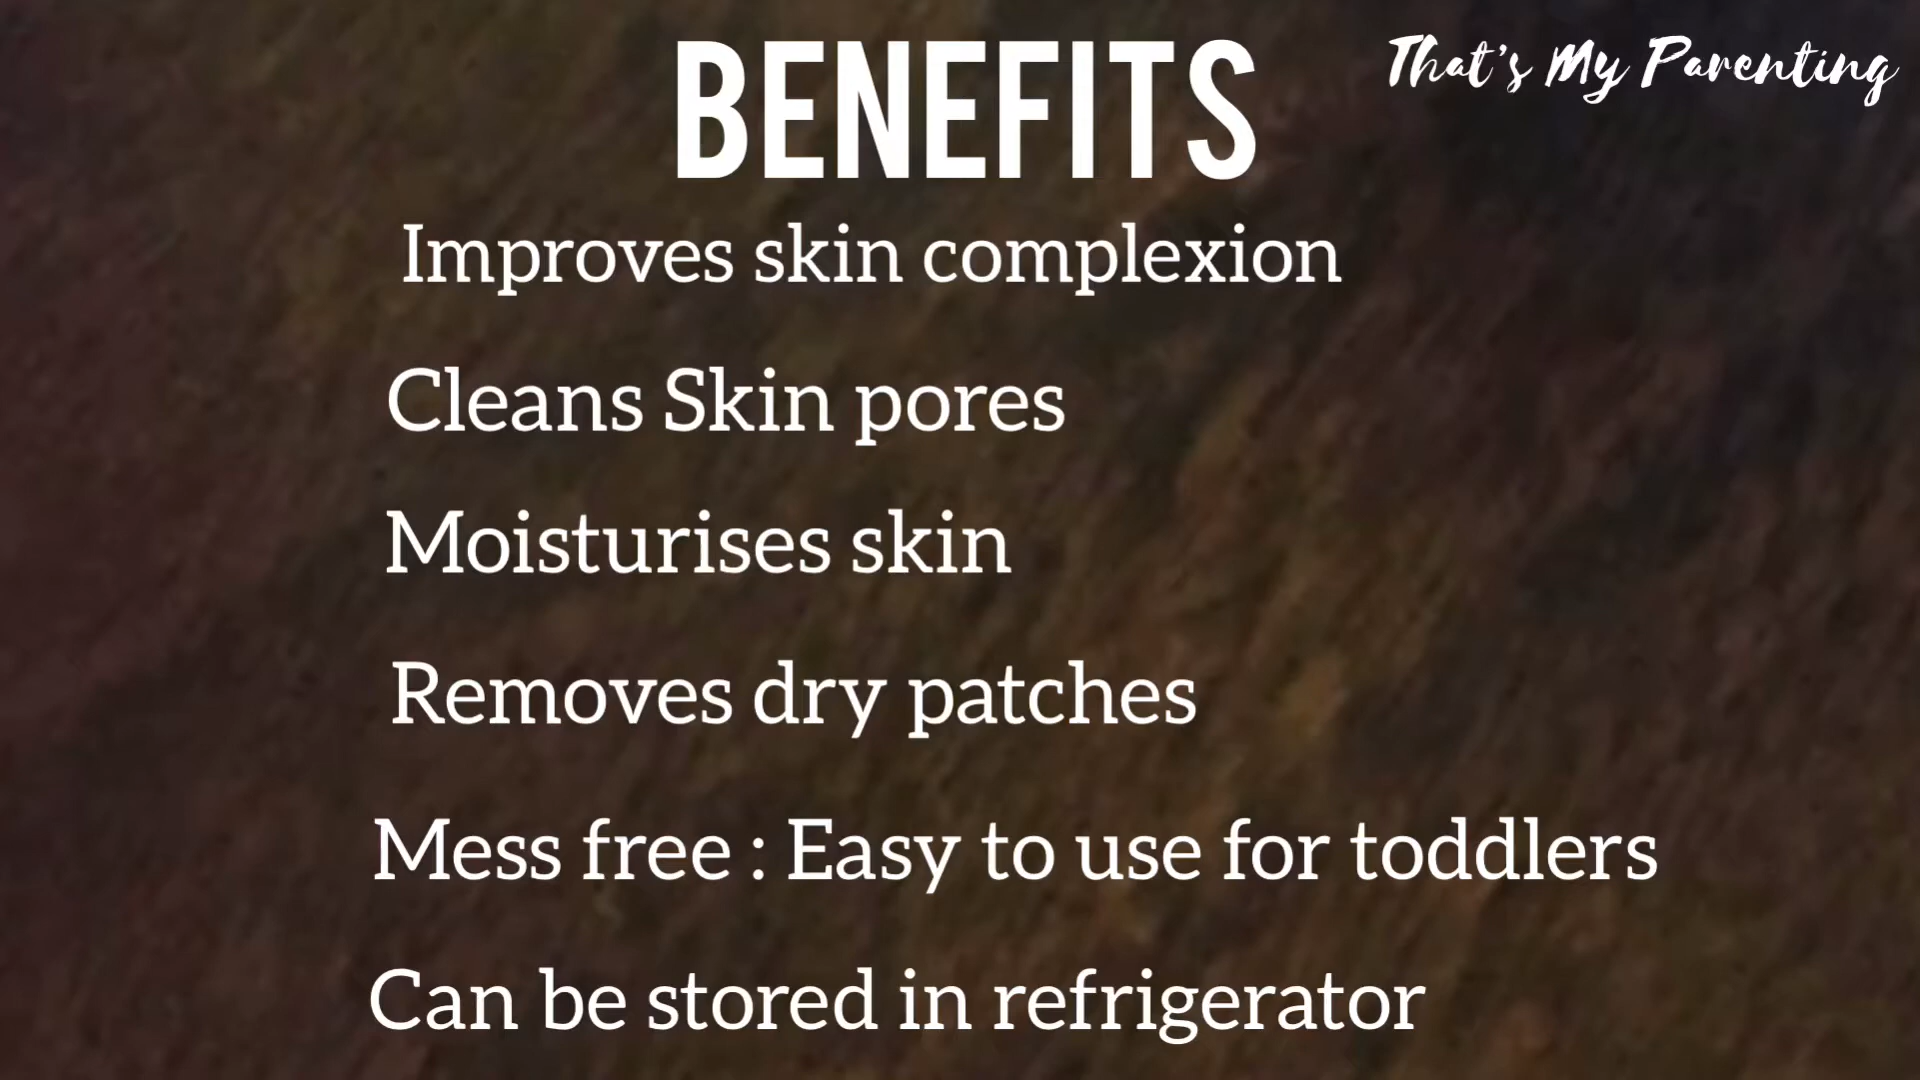 BENEFITS
That's My Parenting
Improves skin complexion
Cleans Skin pores
Moisturises skin
Removes dry patches
Mess free : Easy to use for toddlers
Can be stored in refrigerator